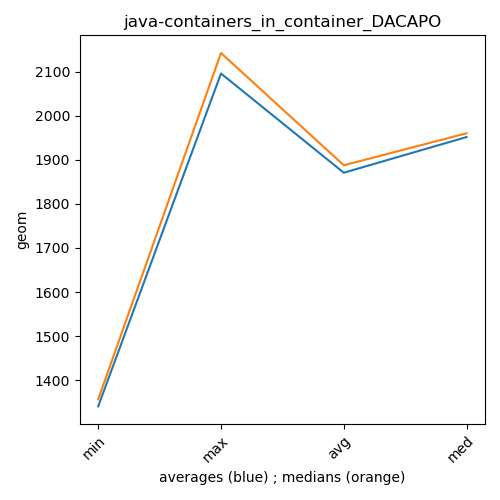 java-containers_in_container_DACAPO
geom
2100
2000
1900
1800
1700
1600
1500
1400
min
max
avg
med
averages (blue) ; medians (orange)